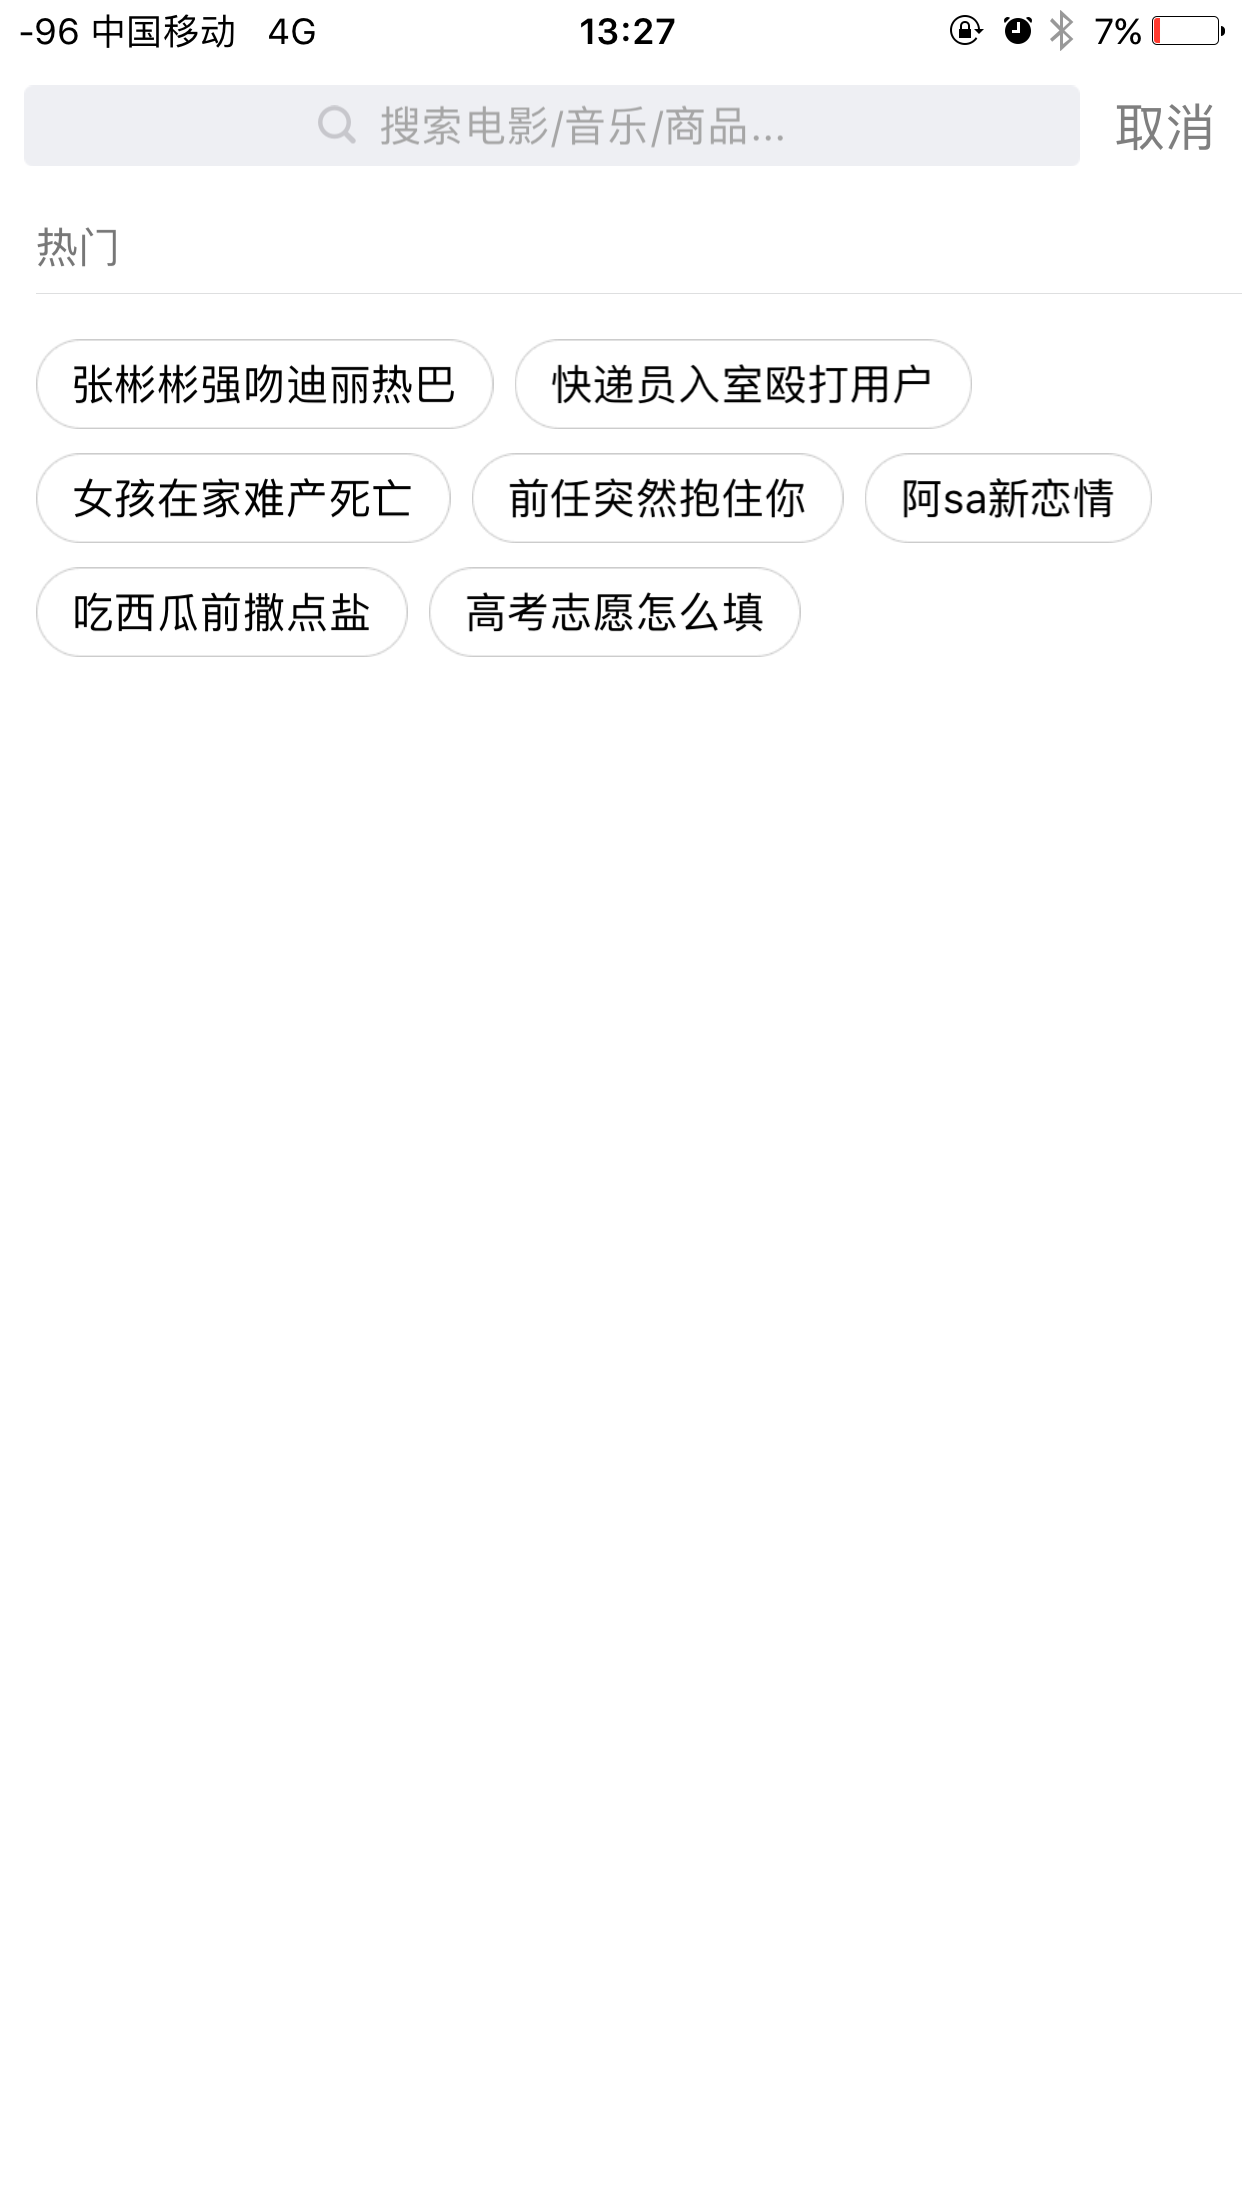 -96 中国移动 4G 13:27 7%
搜索电影/音乐/商品... 取消
热门
张彬彬强吻迪丽热巴 快递员入室殴打用户
女孩在家难产死亡 前任突然抱住你 阿sa新恋情
吃西瓜前撒点盐 高考志愿怎么填